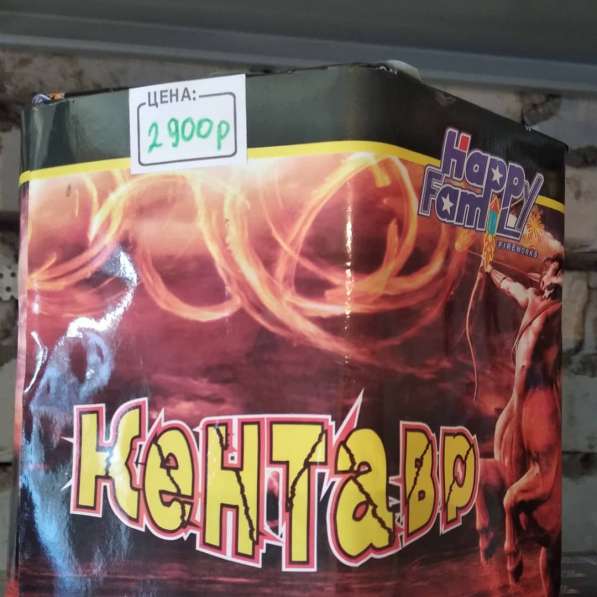 ЦЕНА:
2900р
Happy
Family
FIREWORKS
Кентавр